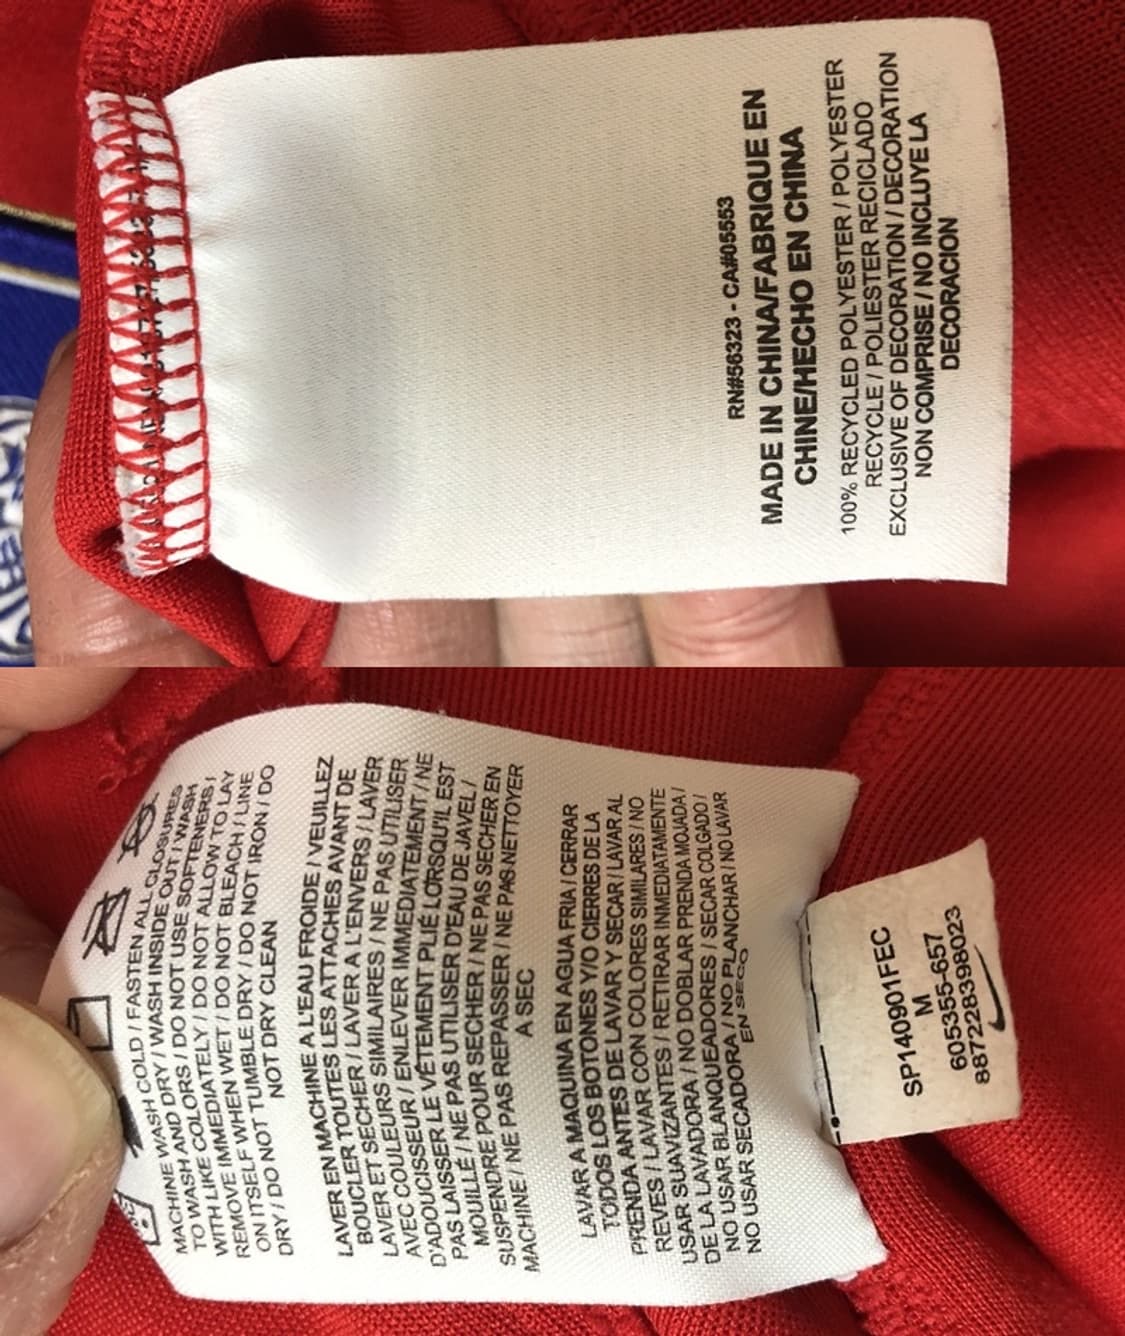 RN#56323 - CA#05553
MADE IN CHINA/FABRIQUE EN
CHINE/HECHO EN CHINA
100% RECYCLED POLYESTER / POLYESTER
RECYCLE / POLIESTER RECICLADO
EXCLUSIVE OF DECORATION / DECORATION
NON COMPRISE / NO INCLUYE LA
DECORACION
MACHINE WASH COLD / FASTEN ALL CLOSURES
TO WASH AND DRY / WASH INSIDE OUT / WASH
WITH LIKE COLORS / DO NOT USE SOFTENERS /
REMOVE IMMEDIATELY / DO NOT ALLOW TO LAY
ON ITSELF WHEN WET / DO NOT BLEACH / LINE
DRY / DO NOT TUMBLE DRY / DO NOT IRON / DO
NOT DRY CLEAN
LAVER EN MACHINE A L'EAU FROIDE / VEUILLEZ
BOUCLER TOUTES LES ATTACHES AVANT DE
LAVER ET SECHER / LAVER A L'ENVERS / LAVER
AVEC COULEURS SIMILAIRES / NE PAS UTILISER
D'ADOUCISSEUR / ENLEVER IMMEDIATEMENT / NE
PAS LAISSER LE VÊTEMENT PLIÉ LORSQU'IL EST
MOUILLÉ / NE PAS UTILISER D'EAU DE JAVEL /
SUSPENDRE POUR SECHER / NE PAS SECHER EN
MACHINE / NE PAS REPASSER / NE PAS NETTOYER
A SEC
LAVAR A MAQUINA EN AGUA FRIA / CERRAR
TODOS LOS BOTONES Y/O CIERRES DE LA
PRENDA ANTES DE LAVAR Y SECAR / LAVAR AL
REVES / LAVAR CON COLORES SIMILARES / NO
USAR SUAVIZANTES / RETIRAR INMEDIATAMENTE
DE LA LAVADORA / NO DOBLAR PRENDA MOJADA /
NO USAR BLANQUEADORES / SECAR COLGADO /
NO USAR SECADORA / NO PLANCHAR / NO LAVAR
EN SECO
SP140901FEC
M
605355-657
887228398023